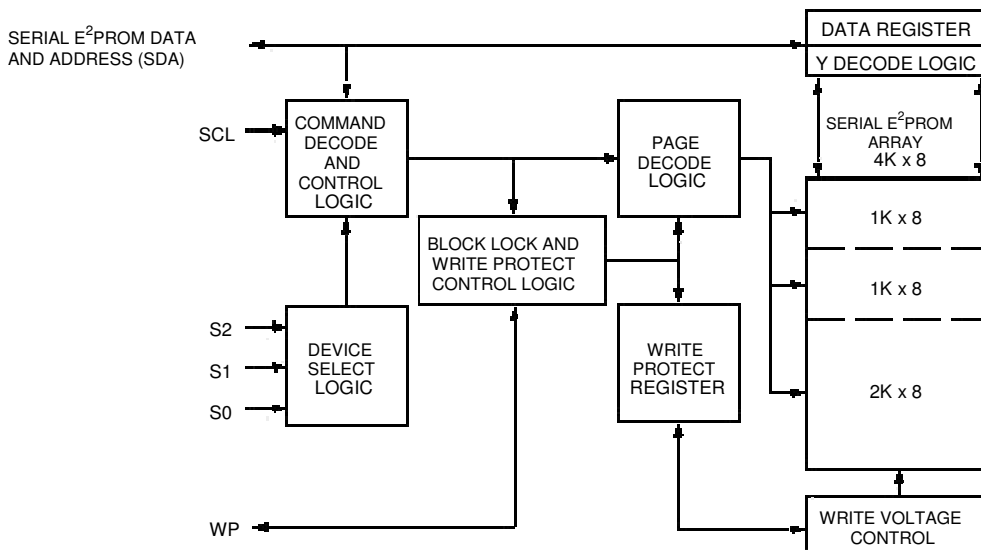 SERIAL E²PROM DATA
AND ADDRESS (SDA)
DATA REGISTER
Y DECODE LOGIC
SCL
COMMAND
DECODE
AND
CONTROL
LOGIC
PAGE
DECODE
LOGIC
SERIAL E²PROM
ARRAY
4K x 8
1K x 8
BLOCK LOCK AND
WRITE PROTECT
CONTROL LOGIC
1K x 8
S2
S1
S0
DEVICE
SELECT
LOGIC
WRITE
PROTECT
REGISTER
2K x 8
WP
WRITE VOLTAGE
CONTROL